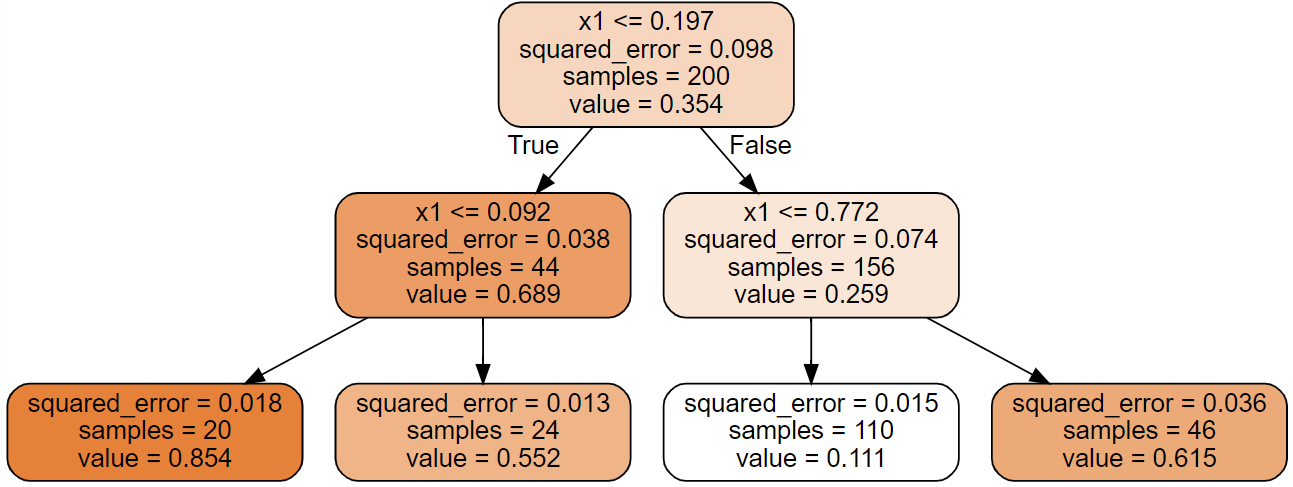 x1 <= 0.197
squared_error = 0.098
samples = 200
value = 0.354
True
False
x1 <= 0.092
squared_error = 0.038
samples = 44
value = 0.689
x1 <= 0.772
squared_error = 0.074
samples = 156
value = 0.259
squared_error = 0.018
samples = 20
value = 0.854
squared_error = 0.013
samples = 24
value = 0.552
squared_error = 0.015
samples = 110
value = 0.111
squared_error = 0.036
samples = 46
value = 0.615